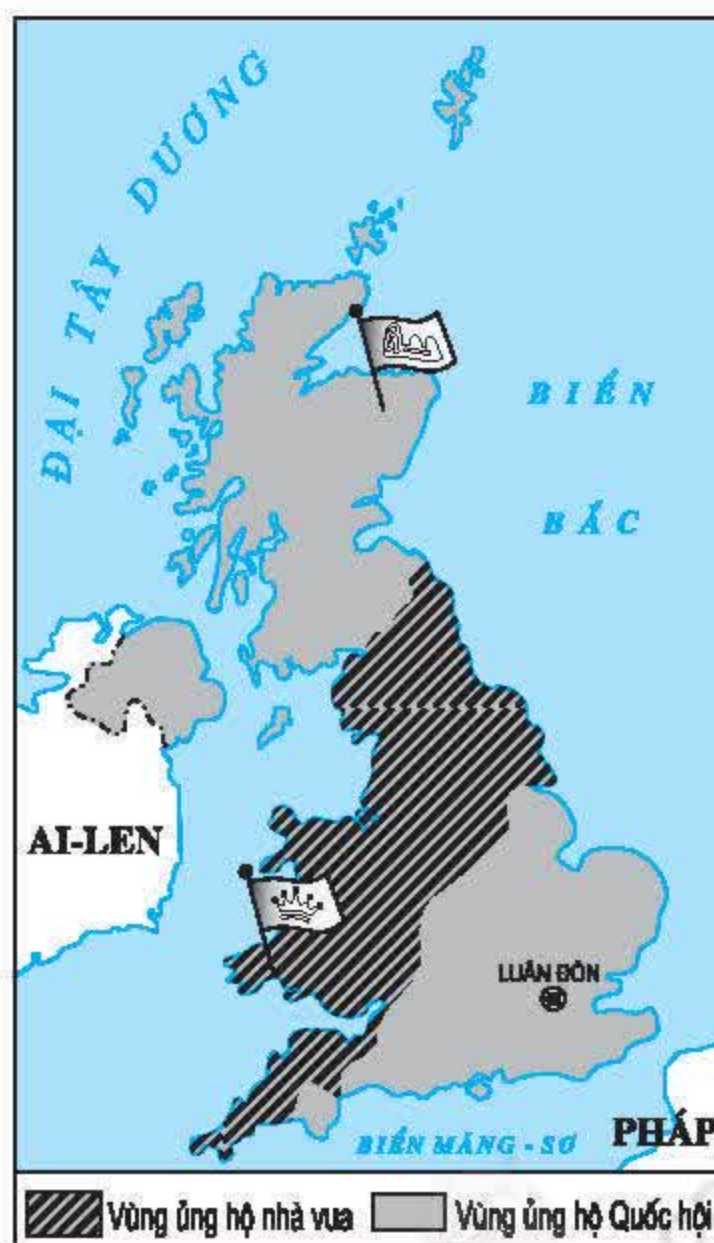 ĐẠI TÂY DƯƠNG
BIỂN
BẮC
AI-LEN
LUÂN ĐÔN
PHÁP
BIỂN MĂNG - SƠ
Vùng ủng hộ nhà vua
Vùng ủng hộ Quốc hội